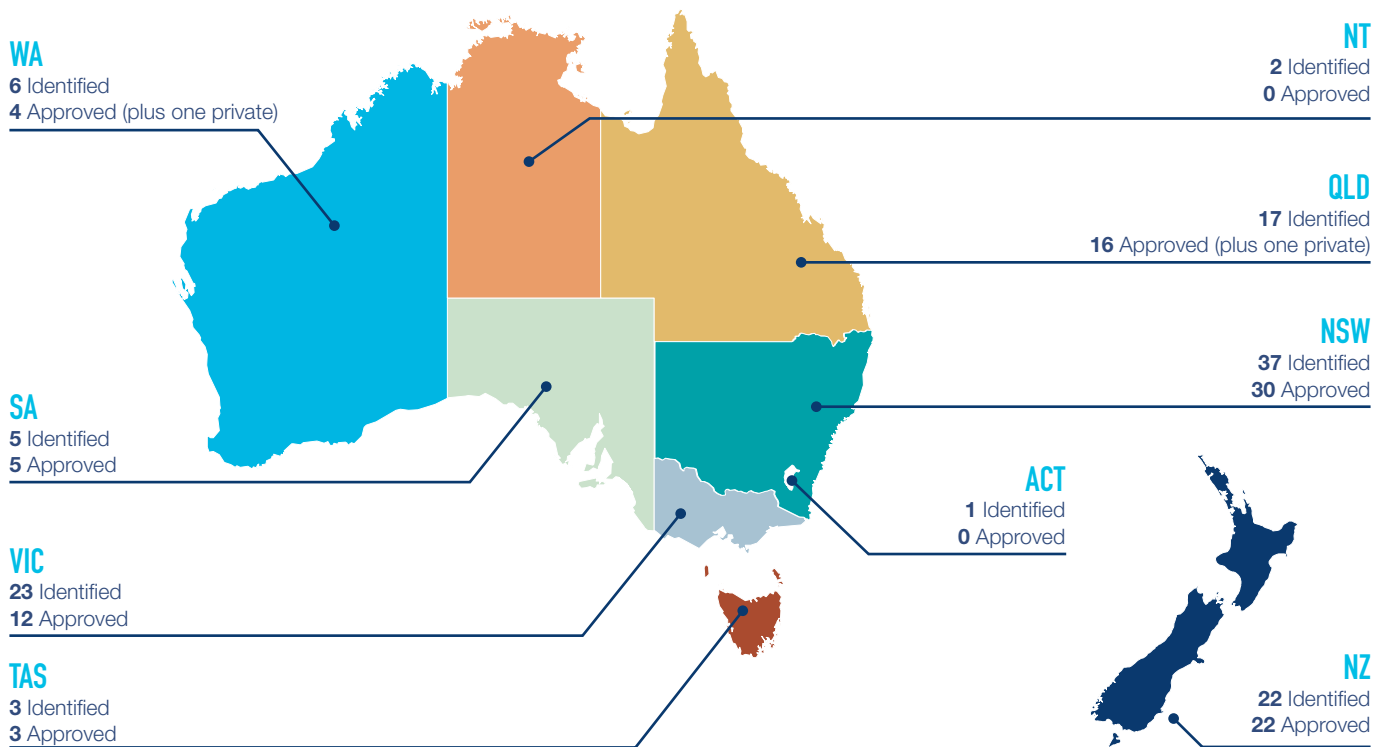 WA
6 Identified
4 Approved (plus one private)
NT
2 Identified
0 Approved
QLD
17 Identified
16 Approved (plus one private)
NSW
37 Identified
30 Approved
SA
5 Identified
5 Approved
ACT
1 Identified
0 Approved
VIC
23 Identified
12 Approved
TAS
3 Identified
3 Approved
NZ
22 Identified
22 Approved